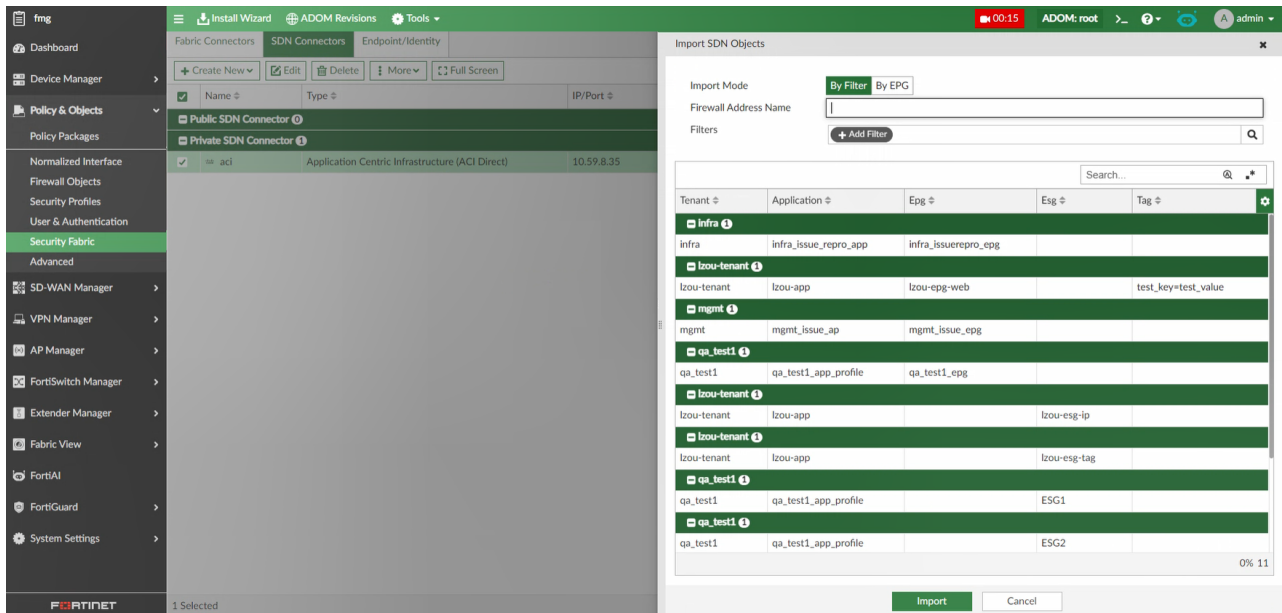 fmg
Install Wizard ADOM Revisions Tools
00:15 ADOM: root >_ admin
A
Dashboard
Device Manager
Policy & Objects
Policy Packages
Normalized Interface
Firewall Objects
Security Profiles
User & Authentication
Security Fabric
Advanced
SD-WAN Manager
VPN Manager
AP Manager
FortiSwitch Manager
Extender Manager
Fabric View
FortiAI
FortiGuard
System Settings
FORTINET
Fabric Connectors SDN Connectors Endpoint/Identity
+ Create New Edit Delete More Full Screen
Name Type IP/Port
Public SDN Connector 0
Private SDN Connector 1
aci Application Centric Infrastructure (ACI Direct) 10.59.8.35
1 Selected
Import SDN Objects
Import Mode By Filter By EPG
Firewall Address Name
Filters + Add Filter
Search...
Tenant Application Epg Esg Tag
infra 1
infra infra_issue_repro_app infra_issuerepro_epg
lzou-tenant 1
lzou-tenant lzou-app lzou-epg-web test_key=test_value
mgmt 1
mgmt mgmt_issue_ap mgmt_issue_epg
qa_test1 1
qa_test1 qa_test1_app_profile qa_test1_epg
lzou-tenant 1
lzou-tenant lzou-app lzou-esg-ip
lzou-tenant 1
lzou-tenant lzou-app lzou-esg-tag
qa_test1 1
qa_test1 qa_test1_app_profile ESG1
qa_test1 1
qa_test1 qa_test1_app_profile ESG2
0% 11
Import Cancel